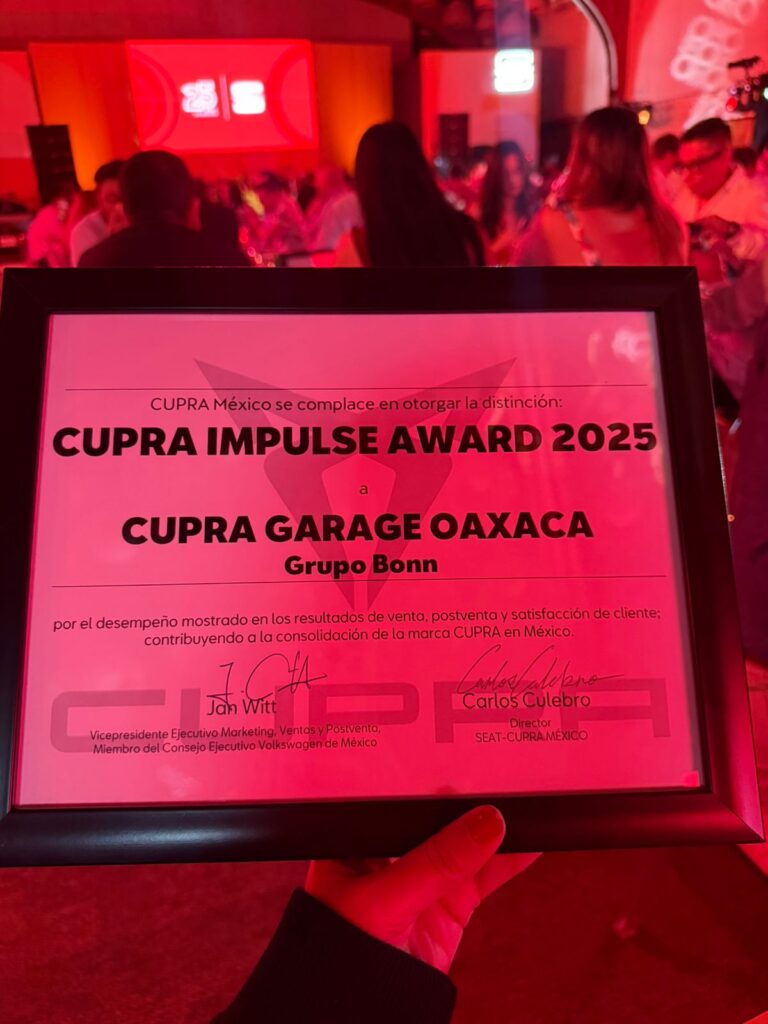 CUPRA México se complace en otorgar la distinción:
CUPRA IMPULSE AWARD 2025
a
CUPRA GARAGE OAXACA
Grupo Bonn
por el desempeño mostrado en los resultados de venta, postventa y satisfacción de cliente;
contribuyendo a la consolidación de la marca CUPRA en México.
Carlos Culebro
Jan Witt
Vicepresidente Ejecutivo Marketing, Ventas y Postventa,
Miembro del Consejo Ejecutivo Volkswagen de México
Carlos Culebro
Director
SEAT-CUPRA MÉXICO
CUPRA